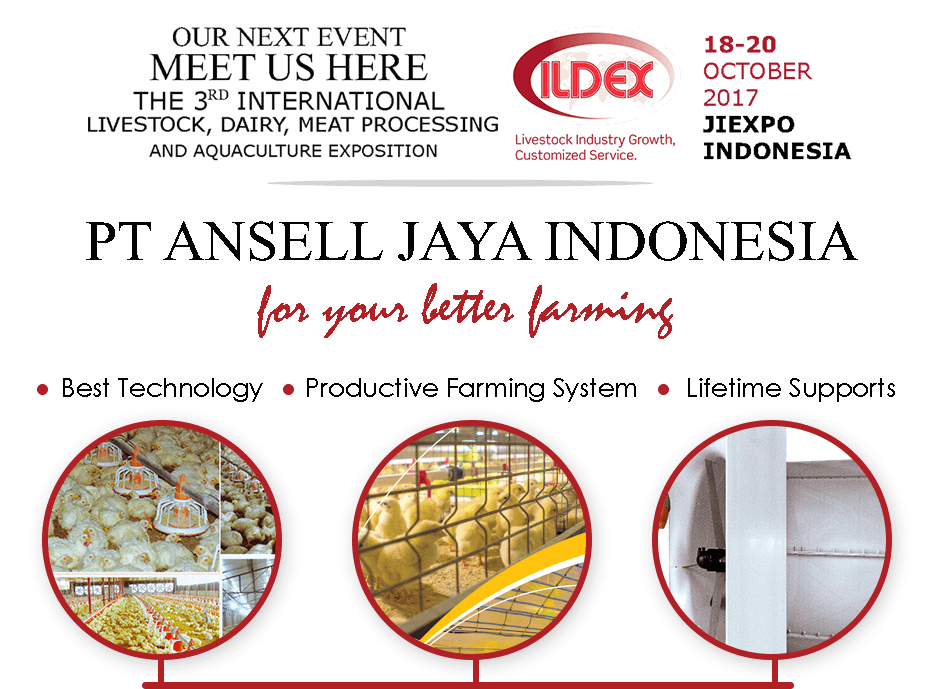 OUR NEXT EVENT
MEET US HERE
THE 3RD INTERNATIONAL
LIVESTOCK, DAIRY, MEAT PROCESSING
AND AQUACULTURE EXPOSITION
ILDEX
Livestock Industry Growth,
Customized Service.
18-20
OCTOBER
2017
JIEXPO
INDONESIA
PT ANSELL JAYA INDONESIA
for your better farming
• Best Technology • Productive Farming System • Lifetime Supports